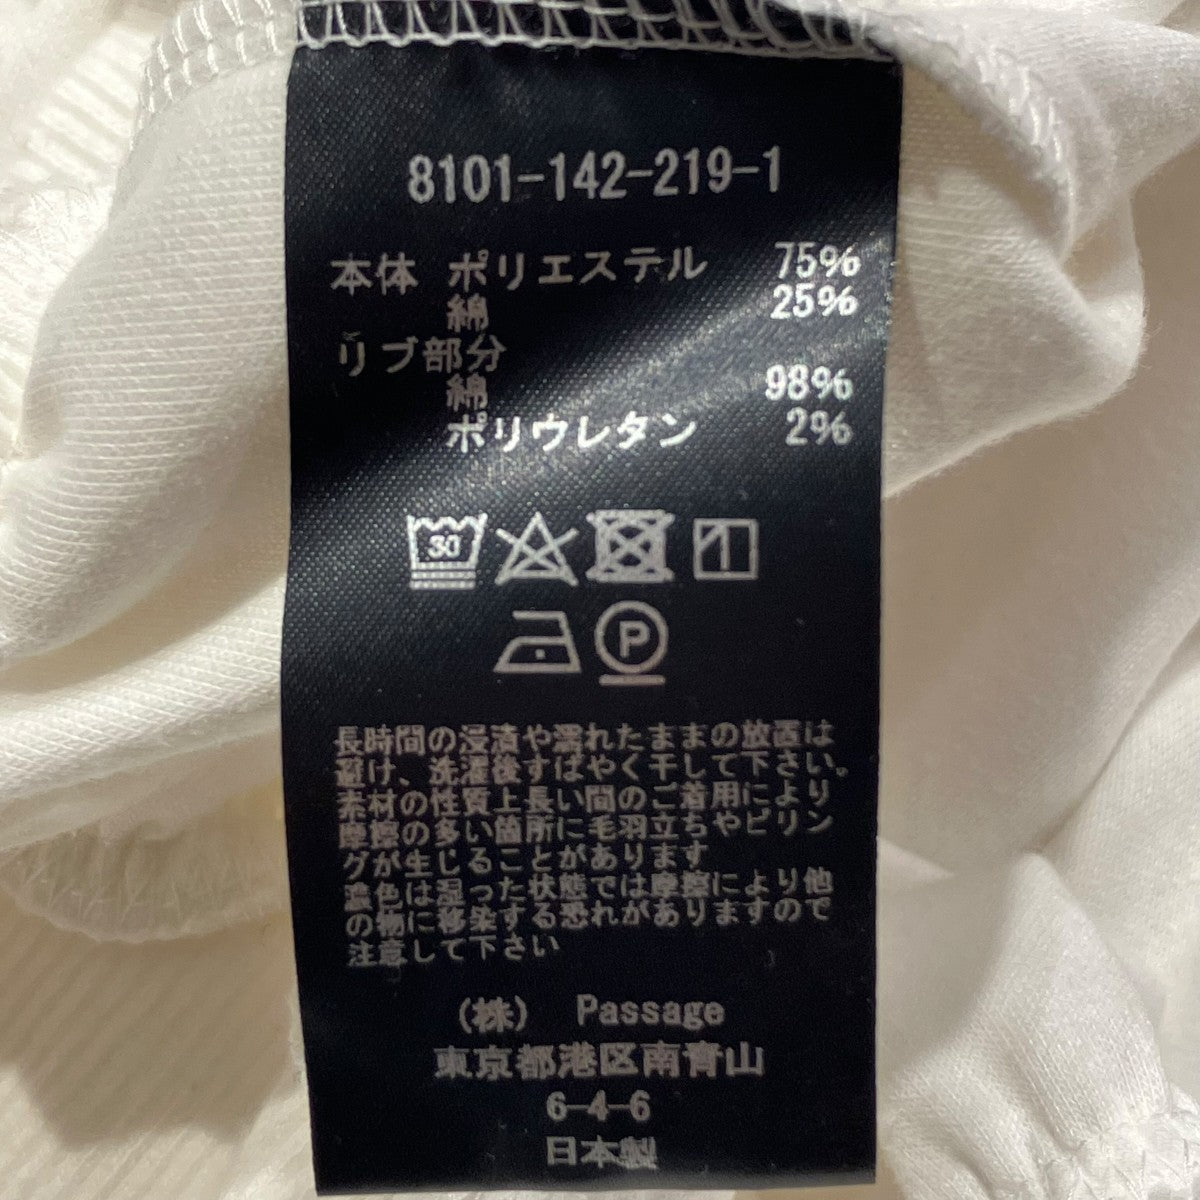 8101-142-219-1
本体 ポリエステル 75%
綿 25%
リブ部分
綿 98%
ポリウレタン 2%
30
P
長時間の浸漬や濡れたままの放置は
避け、洗濯後すばやく干して下さい。
素材の性質上長い間のご着用により
摩擦の多い箇所に毛羽立ちやピリン
グが生じることがあります
濃色は湿った状態では摩擦により他
の物に移染する恐れがありますので
注意して下さい
(株) Passage
東京都港区南青山
6-4-6
日本製